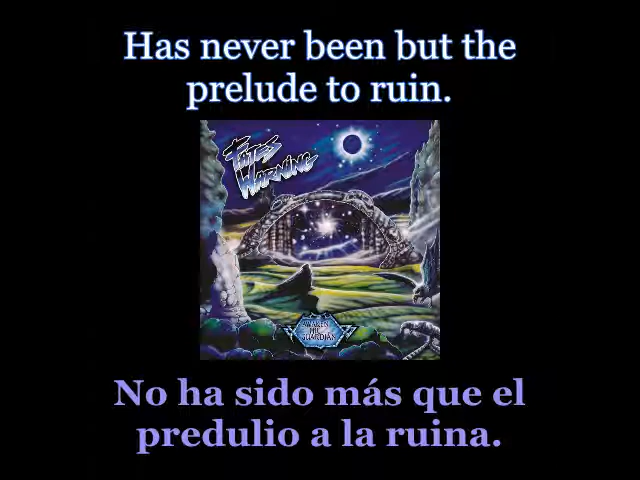 Has never been but the
prelude to ruin.
FATES
WARNING
AWAKEN
THE
GUARDIAN
No ha sido más que el
predulio a la ruina.